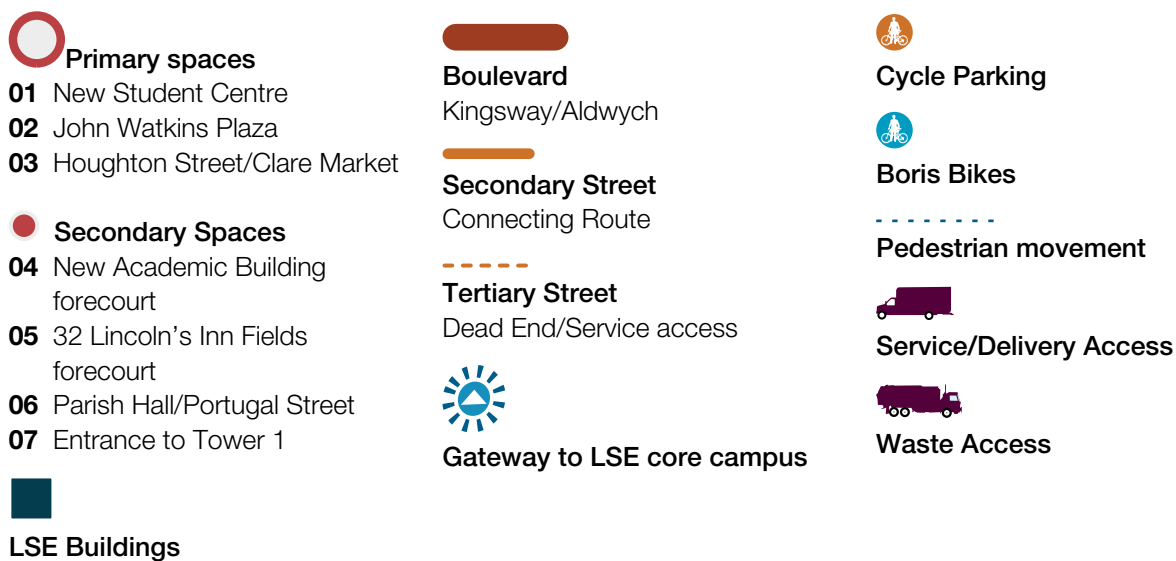 Primary spaces
01 New Student Centre
02 John Watkins Plaza
03 Houghton Street/Clare Market
Secondary Spaces
04 New Academic Building
forecourt
05 32 Lincoln’s Inn Fields
forecourt
06 Parish Hall/Portugal Street
07 Entrance to Tower 1
LSE Buildings
Boulevard
Kingsway/Aldwych
Secondary Street
Connecting Route
Tertiary Street
Dead End/Service access
Gateway to LSE core campus
Cycle Parking
Boris Bikes
Pedestrian movement
Service/Delivery Access
Waste Access